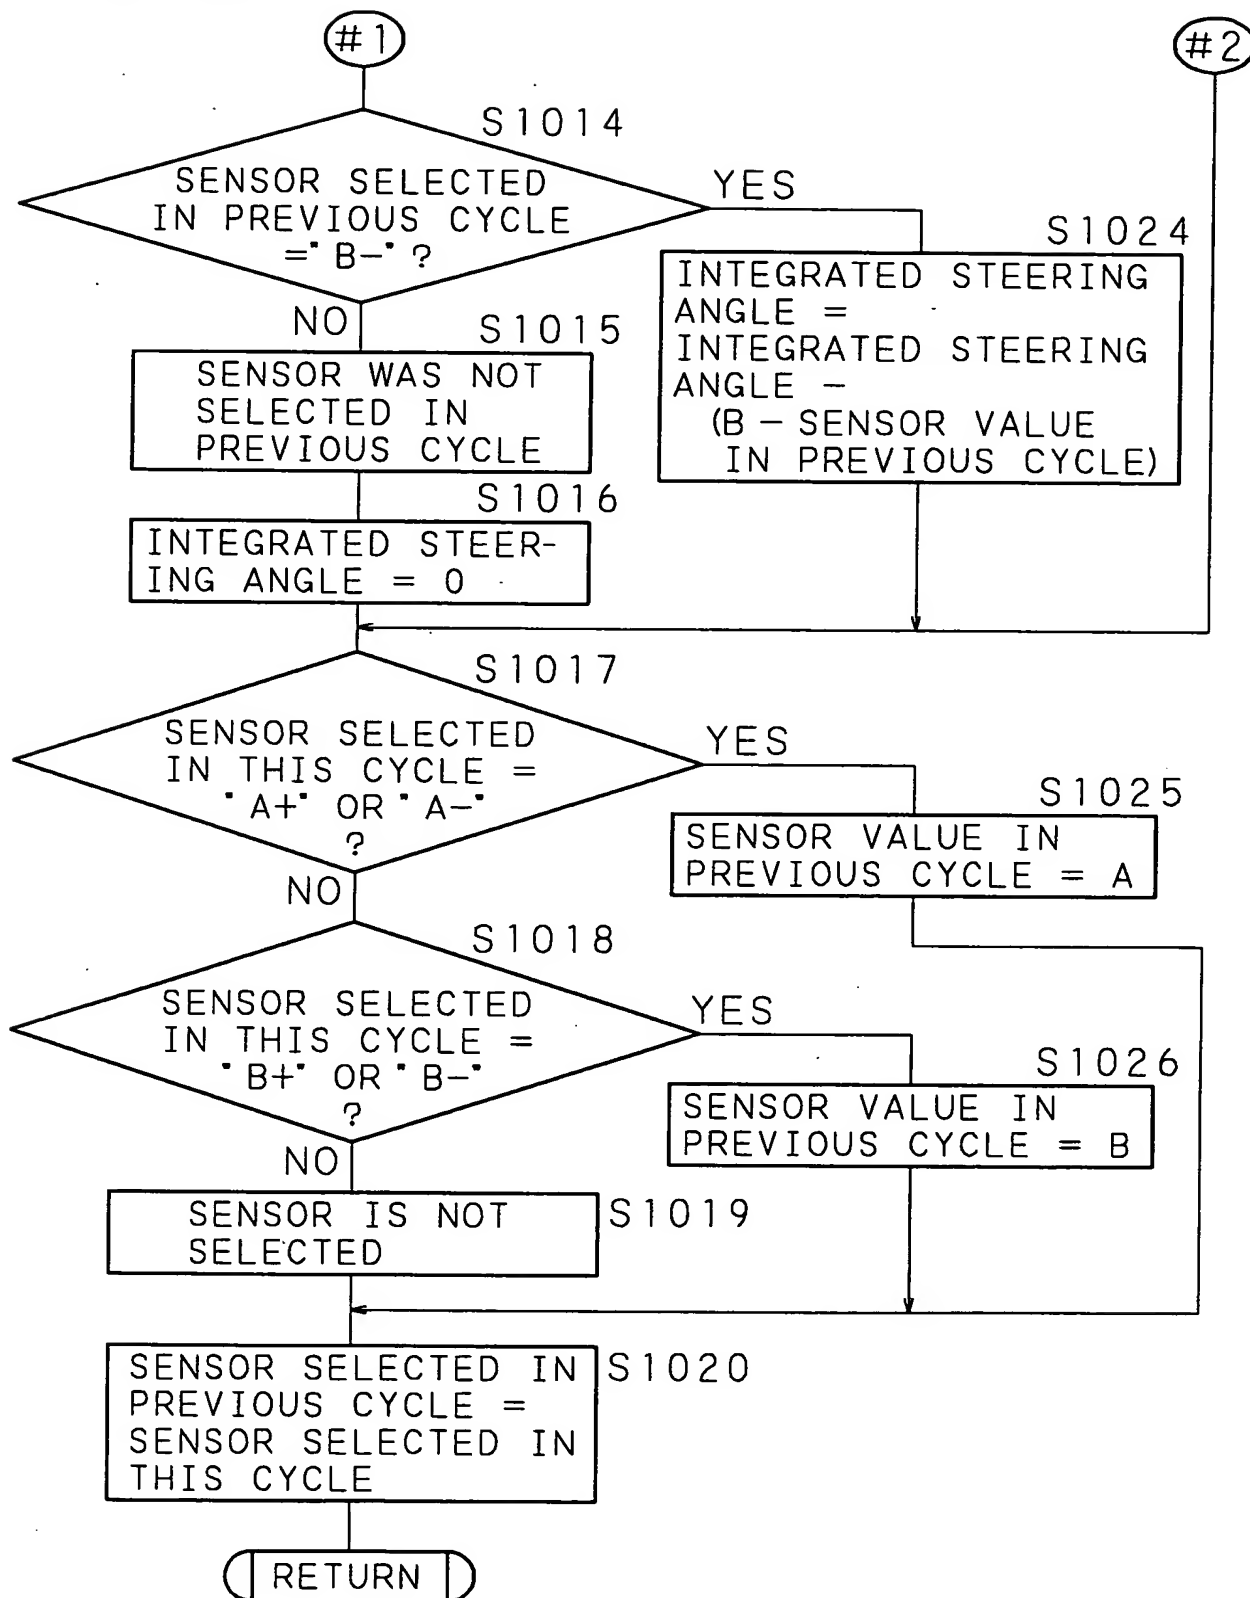 #1
#2
S1014
SENSOR SELECTED
IN PREVIOUS CYCLE
="B-" ?
YES
NO
S1024
INTEGRATED STEERING
ANGLE =
INTEGRATED STEERING
ANGLE -
(B - SENSOR VALUE
IN PREVIOUS CYCLE)
S1015
SENSOR WAS NOT
SELECTED IN
PREVIOUS CYCLE
S1016
INTEGRATED STEER-
ING ANGLE = 0
S1017
SENSOR SELECTED
IN THIS CYCLE =
"A+" OR "A-"
?
YES
NO
S1025
SENSOR VALUE IN
PREVIOUS CYCLE = A
S1018
SENSOR SELECTED
IN THIS CYCLE =
"B+" OR "B-"
?
YES
NO
S1026
SENSOR VALUE IN
PREVIOUS CYCLE = B
SENSOR IS NOT
SELECTED
S1019
SENSOR SELECTED IN
PREVIOUS CYCLE =
SENSOR SELECTED IN
THIS CYCLE
S1020
RETURN